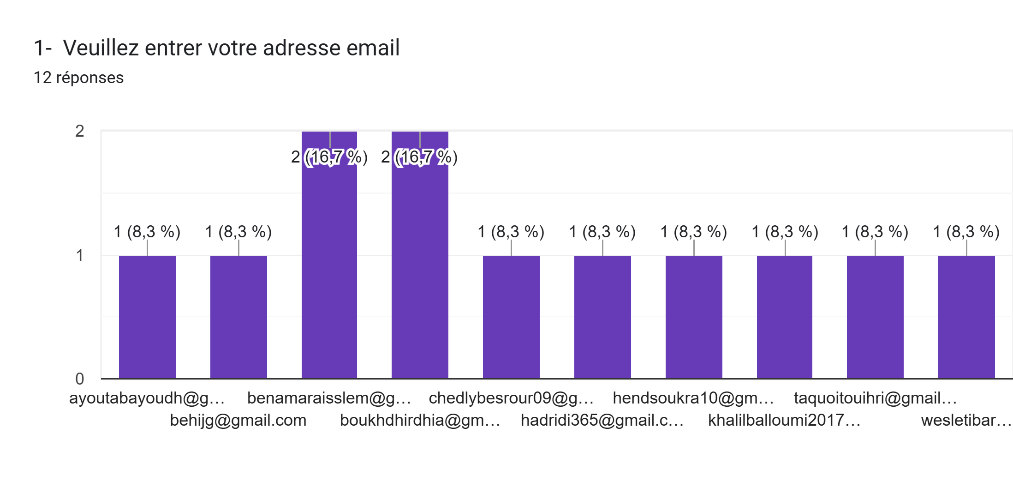 1- Veuillez entrer votre adresse email
12 réponses
2
2 (16,7 %) 2 (16,7 %)
1 (8,3 %) 1 (8,3 %) 1 (8,3 %) 1 (8,3 %) 1 (8,3 %) 1 (8,3 %) 1 (8,3 %) 1 (8,3 %)
1
0
ayoutabayoudh@g… benamaraisslem@g… chedlybesrour09@g… hendsoukra10@gm… taquoitouihri@gmail…
behijg@gmail.com boukhdhirdhia@gm… hadridi365@gmail.c… khalilballoumi2017… wesletibar…